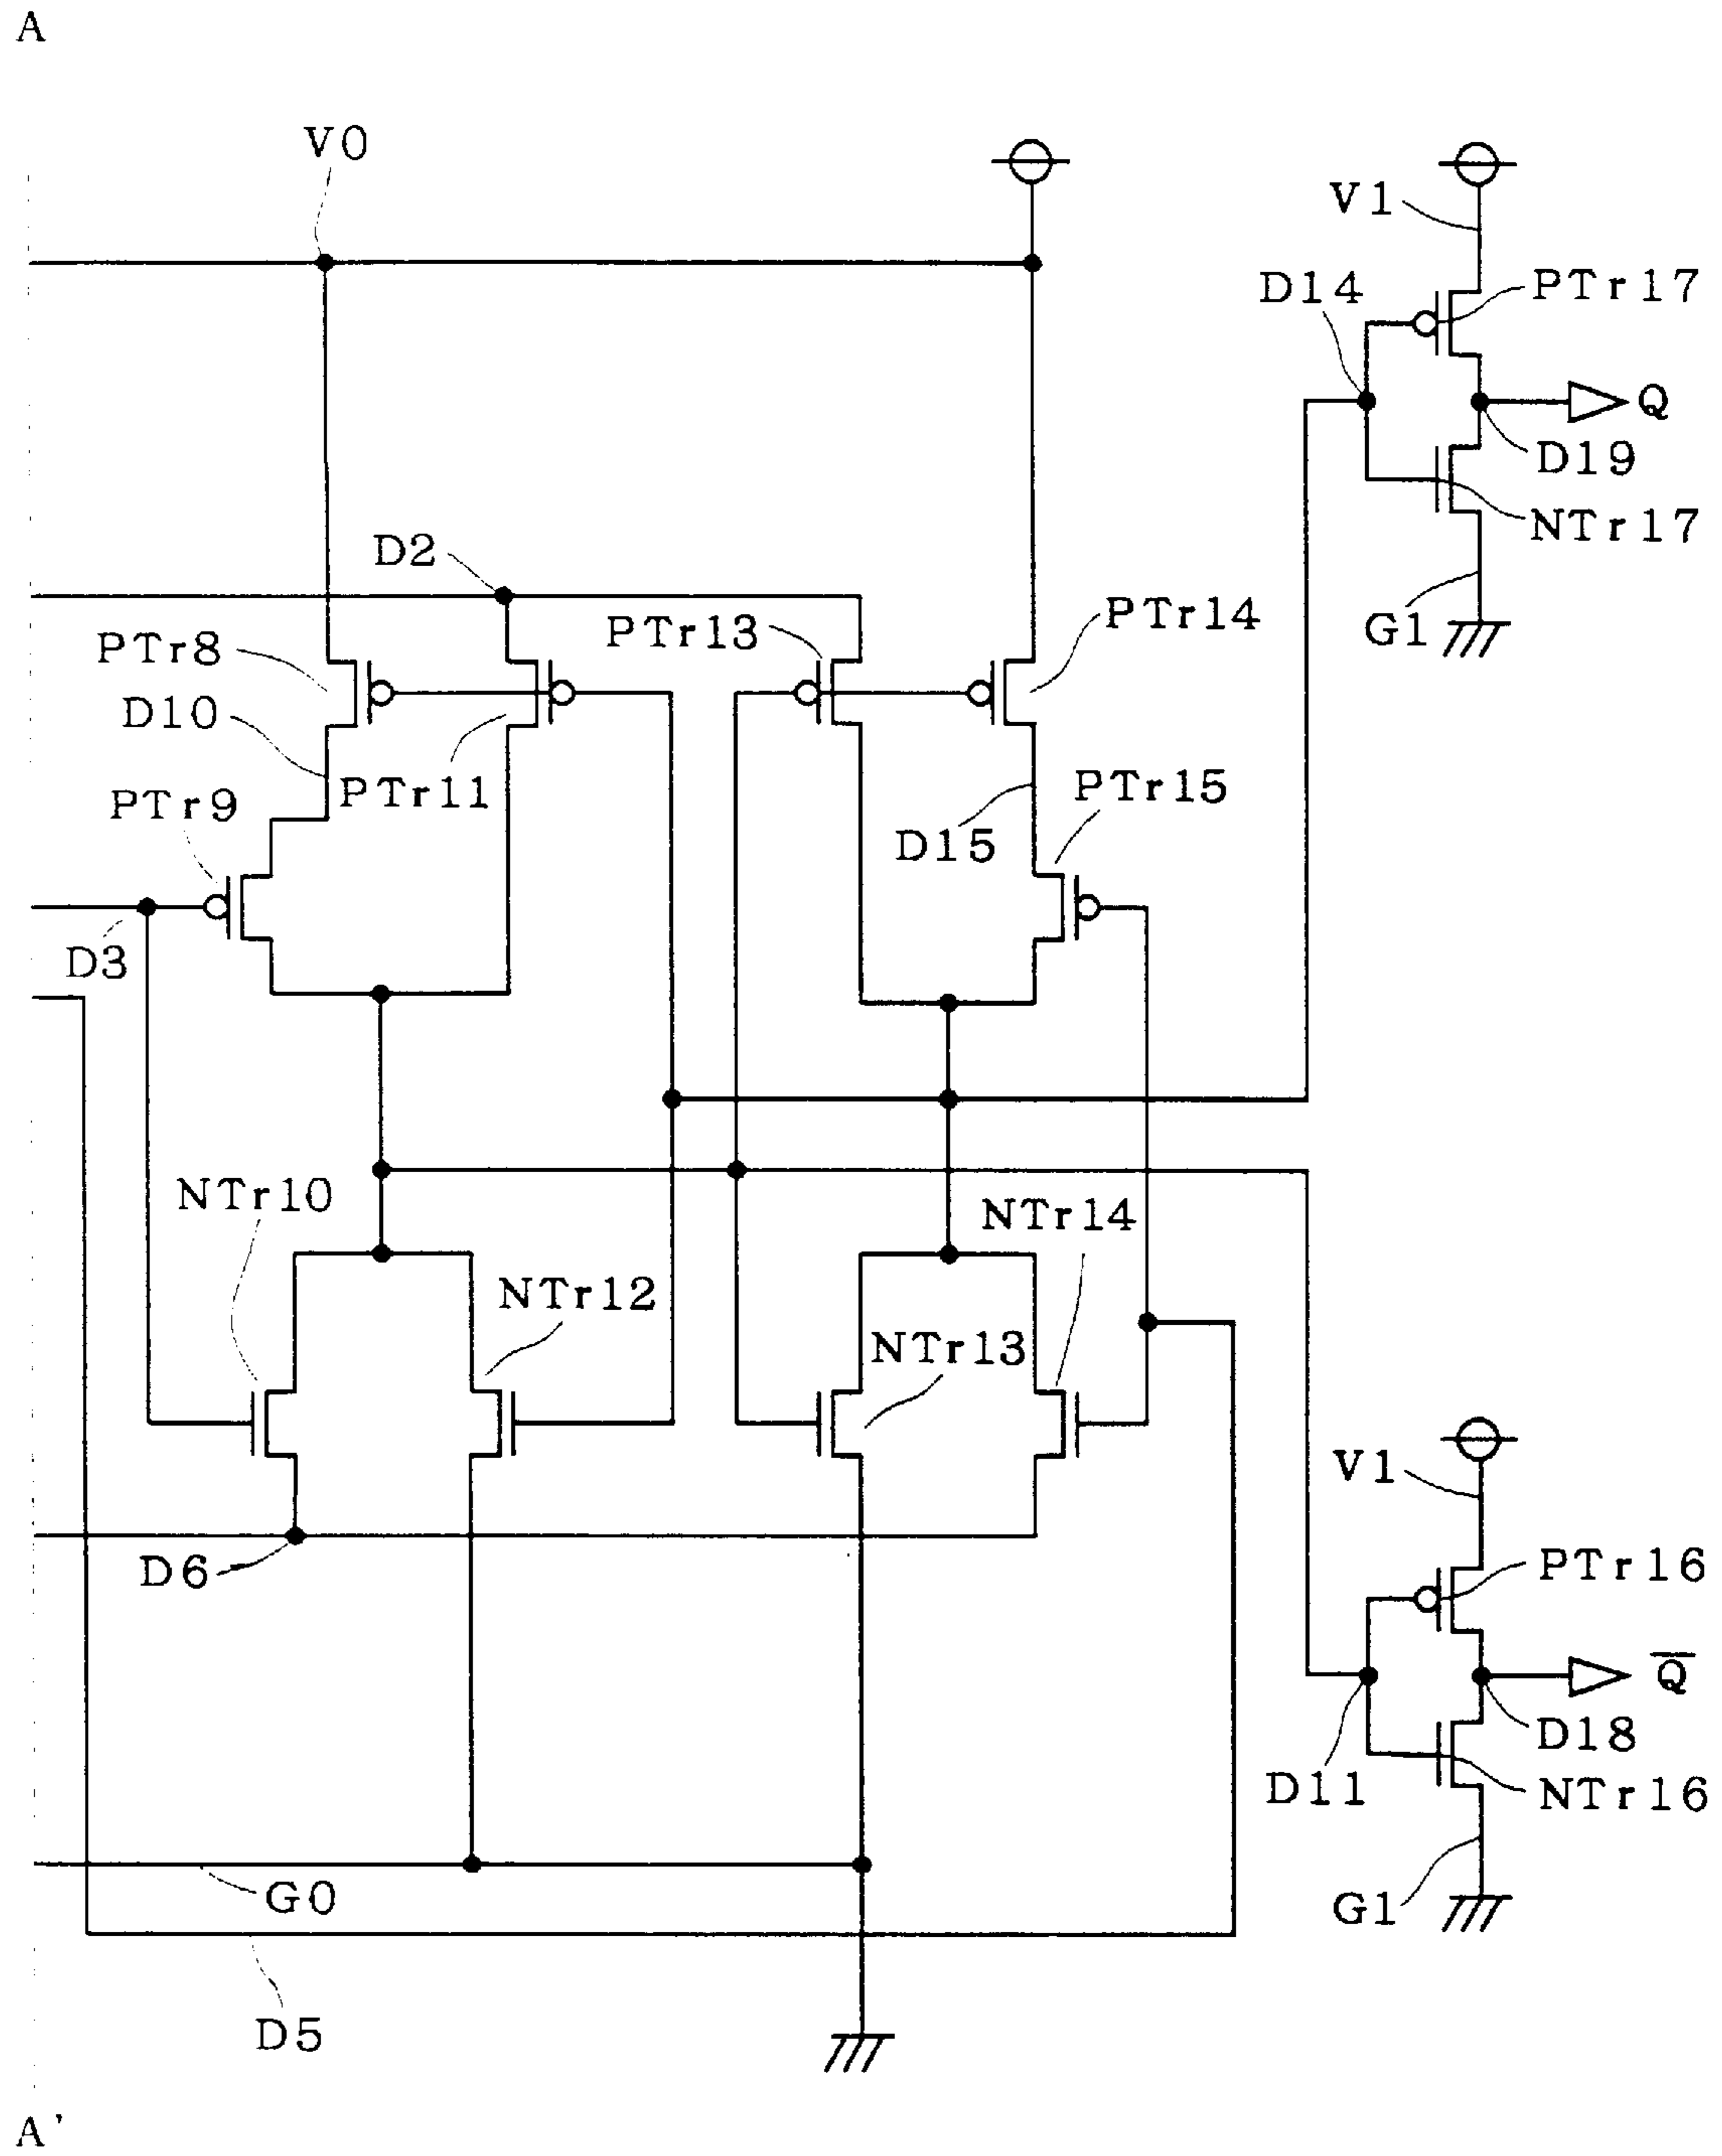 A
V0
V1
D14
PTr17
Q
D19
NTr17
G1
D2
PTr13
PTr14
PTr8
D10
PTr11
PTr15
PTr9
D15
D3
NTr10
NTr14
NTr12
NTr13
V1
D6
PTr16
Q̅
D18
D11
NTr16
G0
G1
D5
A'